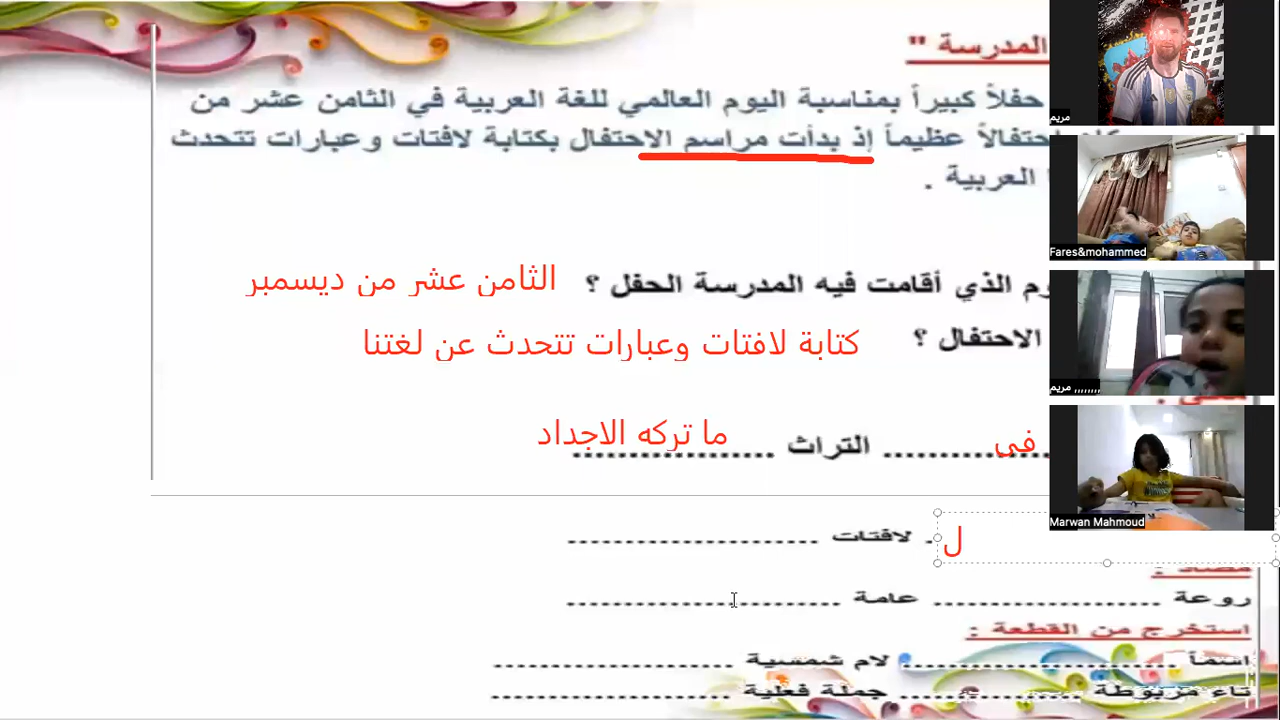 المدرسة "
حفلاً كبيراً بمناسبة اليوم العالمي للغة العربية في الثامن عشر من
احتفالاً عظيماً إذ بدأت مراسم الاحتفال بكتابة لافتات وعبارات تتحدث
العربية .
الذي أقامت فيه المدرسة الحفل ؟ الثامن عشر من ديسمبر
الاحتفال ؟ كتابة لافتات وعبارات تتحدث عن لغتنا
فى .................... التراث ما تركه الاجداد ....................
ل . لافتات ....................
مضاد :
روعة .................... عامة ....................
استخرج من القطعة :
اسماً .................... لام شمسية ....................
تاء مربوطة .................... جملة فعلية ....................
مريم
Fares&mohammed
مريم ,,,,,,,,
Marwan Mahmoud